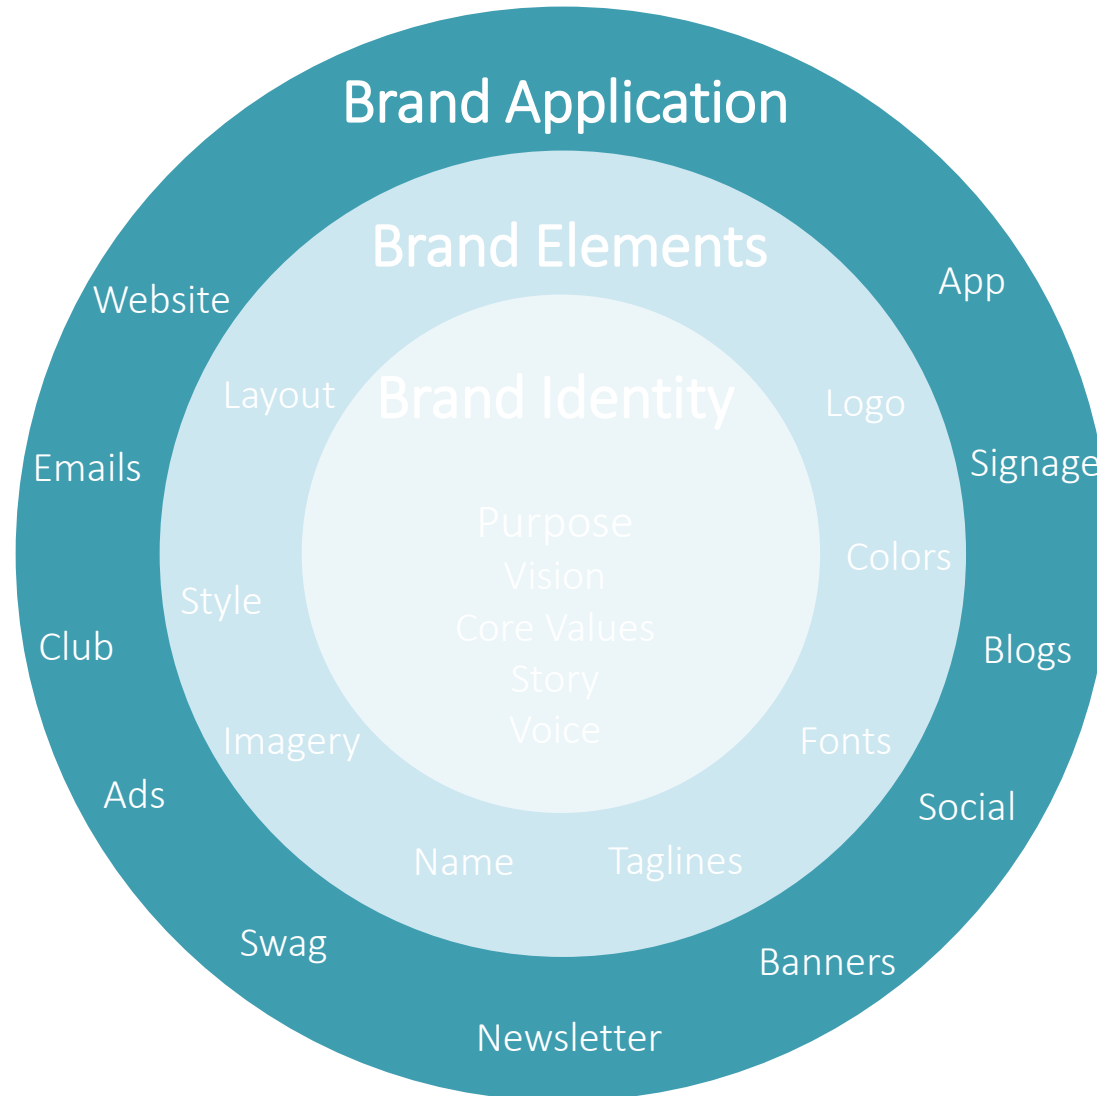 Brand Application
Brand Elements
App
Website
Layout
Brand Identity
Logo
Emails
Signage
Purpose
Colors
Vision
Style
Core Values
Club
Blogs
Story
Voice
Imagery
Fonts
Ads
Social
Name
Taglines
Swag
Banners
Newsletter